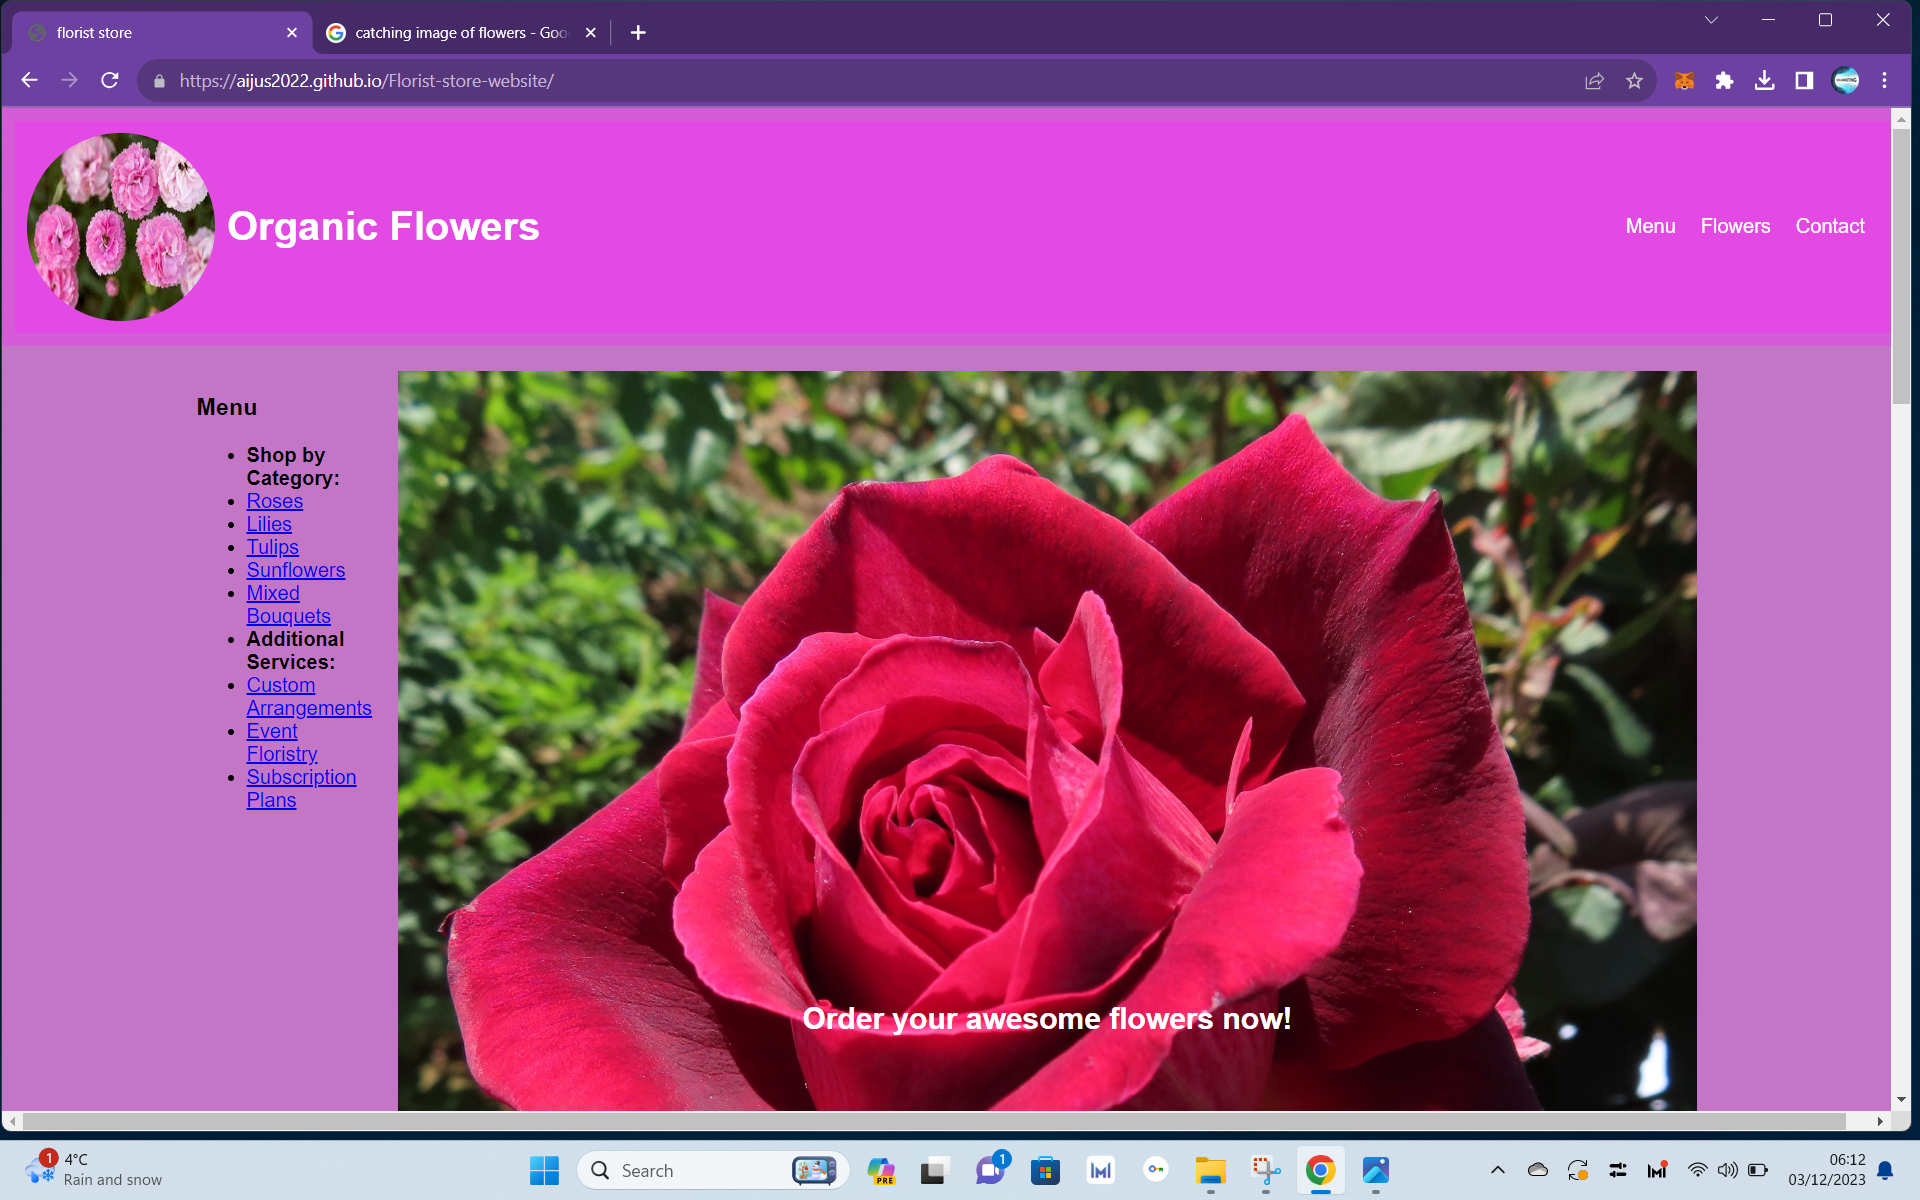 florist store
catching image of flowers - Goo
https://aijus2022.github.io/Florist-store-website/
Organic Flowers
Menu Flowers Contact
Menu
Shop by
Category:
Roses
Lilies
Tulips
Sunflowers
Mixed
Bouquets
Additional
Services:
Custom
Arrangements
Event
Floristry
Subscription
Plans
Order your awesome flowers now!
1
4°C
Rain and snow
Search
PRE
1
06:12
03/12/2023